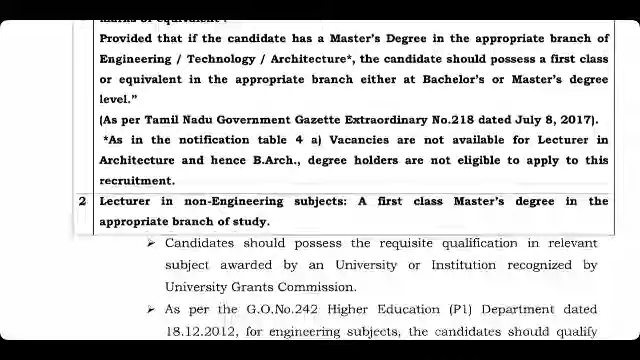 marks or equivalent".
Provided that if the candidate has a Master's Degree in the appropriate branch of
Engineering / Technology / Architecture*, the candidate should possess a first class
or equivalent in the appropriate branch either at Bachelor's or Master's degree
level."
(As per Tamil Nadu Government Gazette Extraordinary No.218 dated July 8, 2017).
*As in the notification table 4 a) Vacancies are not available for Lecturer in
Architecture and hence B.Arch., degree holders are not eligible to apply to this
recruitment.
2 Lecturer in non-Engineering subjects: A first class Master's degree in the
appropriate branch of study.
➢ Candidates should possess the requisite qualification in relevant
subject awarded by an University or Institution recognized by
University Grants Commission.
➢ As per the G.O.No.242 Higher Education (P1) Department dated
18.12.2012, for engineering subjects, the candidates should qualify